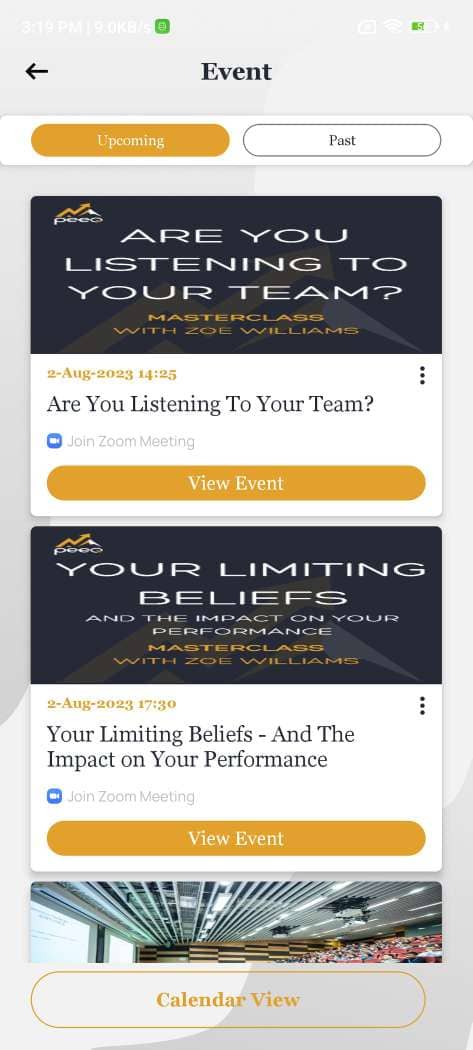 3:19 PM | 9.0KB/s
Event
Upcoming
Past
peeq
ARE YOU
LISTENING TO
YOUR TEAM?
MASTERCLASS
WITH ZOE WILLIAMS
2-Aug-2023 14:25
Are You Listening To Your Team?
Join Zoom Meeting
View Event
peeq
YOUR LIMITING
BELIEFS
AND THE IMPACT ON YOUR
PERFORMANCE
MASTERCLASS
WITH ZOE WILLIAMS
2-Aug-2023 17:30
Your Limiting Beliefs - And The
Impact on Your Performance
Join Zoom Meeting
View Event
Calendar View